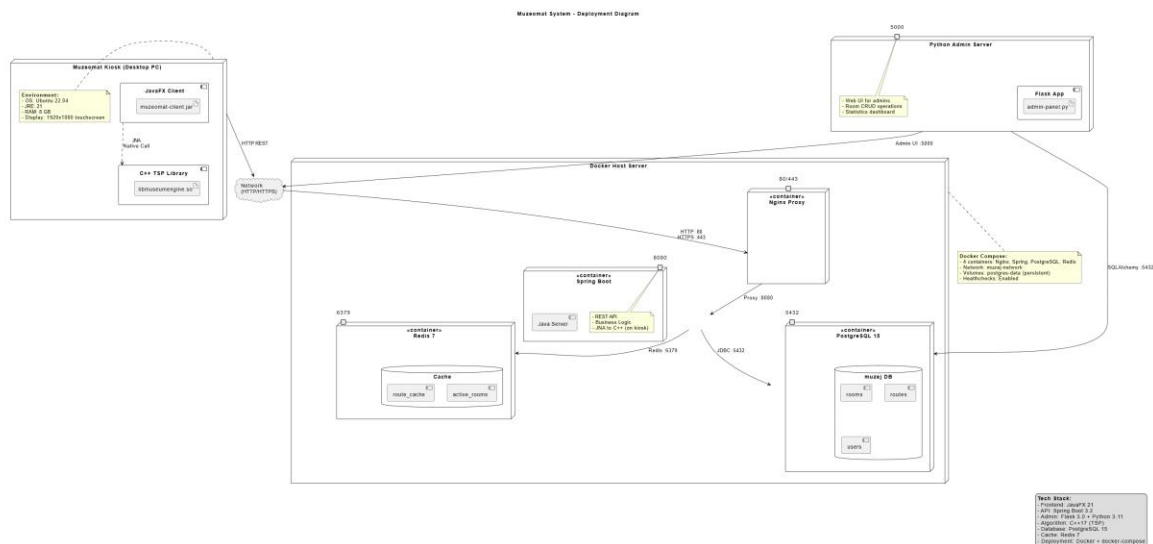 Muzeomat System - Deployment Diagram
Muzeomat Kiosk (Desktop PC)
Environment:
- OS: Ubuntu 22.04
- JRE: 21
- RAM: 8 GB
- Display: 1920x1080 touchscreen
JavaFX Client
muzeomat-client.jar
JNA
Native Call
C++ TSP Library
libmuseumengine.so
HTTP REST
Network
(HTTP/HTTPS)
5000
Python Admin Server
- Web UI for admins
- Room CRUD operations
- Statistics dashboard
Flask App
admin-panel.py
Admin UI :5000
SQLAlchemy :5432
Docker Host Server
80/443
«container»
Nginx Proxy
HTTP :80
HTTPS :443
Proxy :8080
8080
«container»
Spring Boot
Java Server
- REST API
- Business Logic
- JNA to C++ (on kiosk)
Redis :6379
JDBC :5432
6379
«container»
Redis 7
Cache
route_cache
active_rooms
5432
«container»
PostgreSQL 15
muzej DB
rooms
routes
users
Docker Compose:
- 4 containers: Nginx, Spring, PostgreSQL, Redis
- Network: muzej-network
- Volumes: postgres-data (persistent)
- Healthchecks: Enabled
Tech Stack:
- Frontend: JavaFX 21
- API: Spring Boot 3.2
- Admin: Flask 3.0 + Python 3.11
- Algorithm: C++17 (TSP)
- Database: PostgreSQL 15
- Cache: Redis 7
- Deployment: Docker + docker-compose